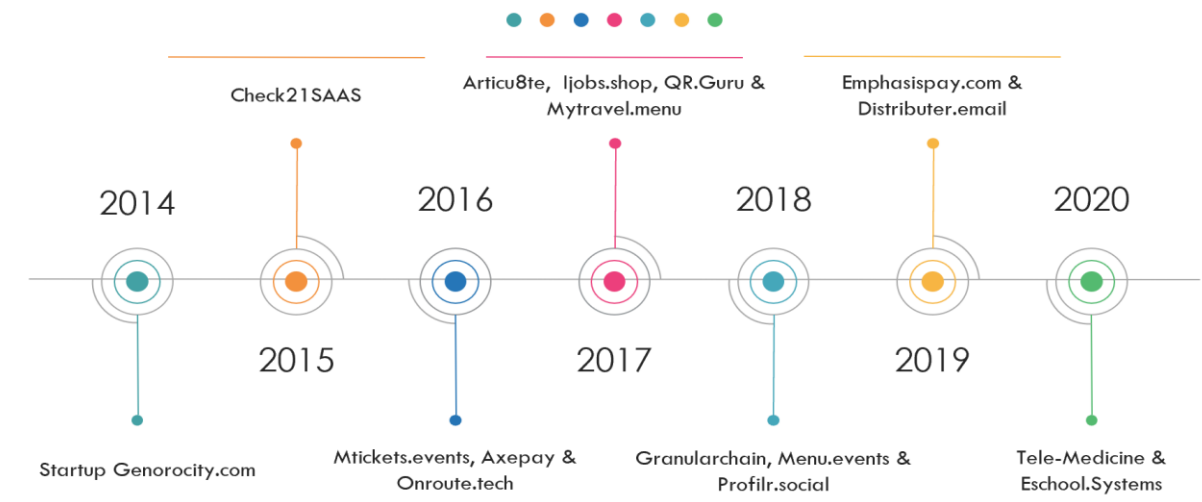 Check21SAAS
Articu8te, Ijobs.shop, QR.Guru &
Mytravel.menu
Emphasispay.com &
Distributer.email
2014
2016
2018
2020
2015
2017
2019
Startup Genorocity.com
Mtickets.events, Axepay &
Onroute.tech
Granularchain, Menu.events &
Profilr.social
Tele-Medicine &
Eschool.Systems